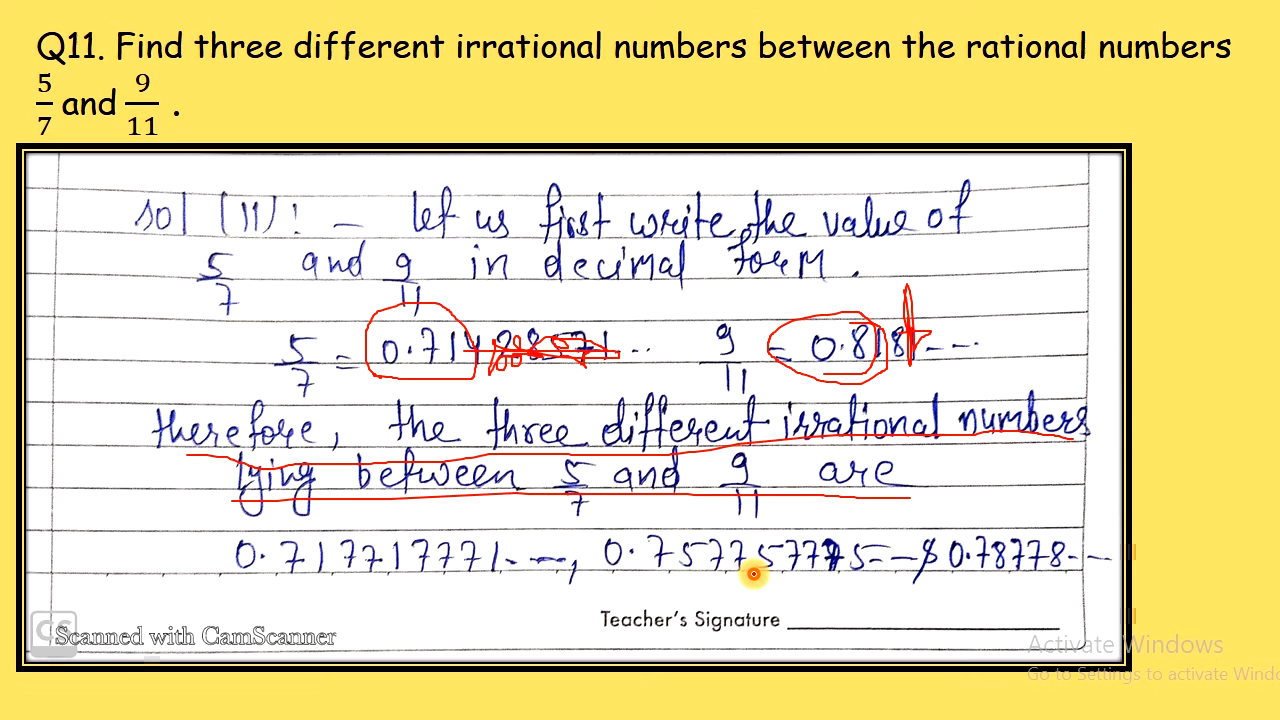 Q11. Find three different irrational numbers between the rational numbers
5/7 and 9/11 .
sol (11): - let us first write the value of
5/7 and 9/11 in decimal form.
5/7 = 0.71428571... 9/11 = 0.8181---
therefore, the three different irrational numbers
lying between 5/7 and 9/11 are
0.717717771----, 0.757757775-- & 0.78778---
Teacher's Signature
CS
Scanned with CamScanner
Activate Windows
Go to Settings to activate Windo